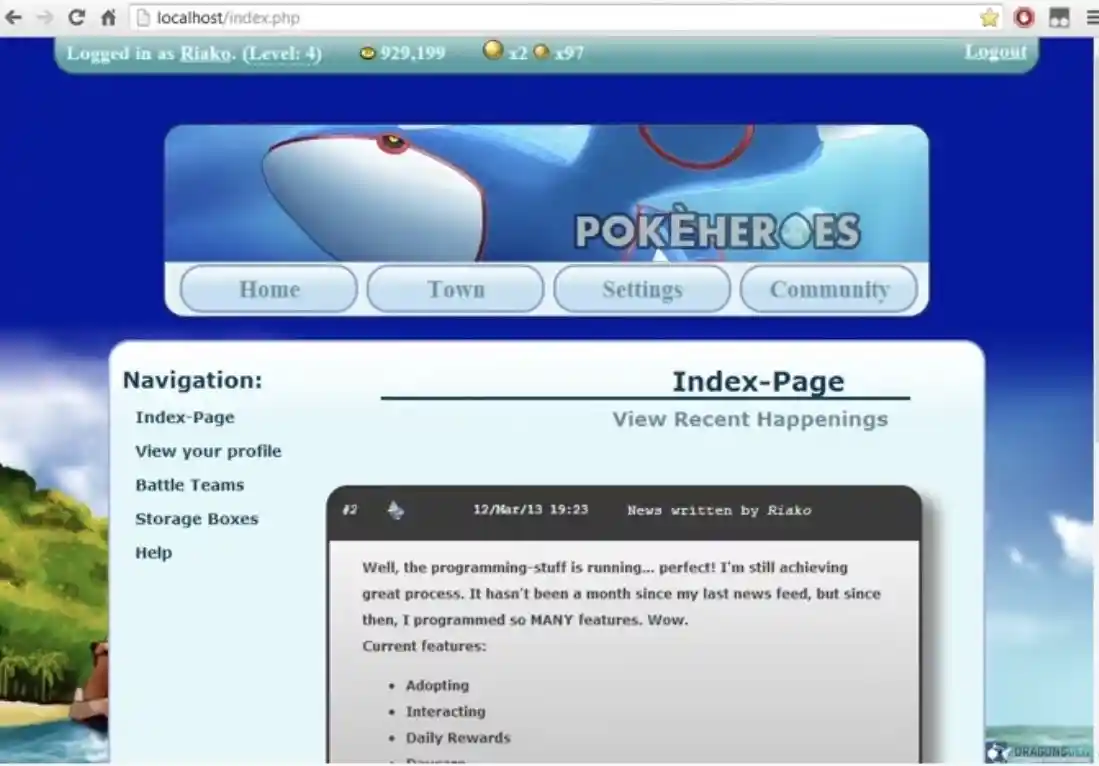 localhost/index.php
Logged in as Riako. (Level: 4) 929,199 x2 x97 Logout
POKÈHEROES
Home Town Settings Community
Navigation:
Index-Page
View your profile
Battle Teams
Storage Boxes
Help
Index-Page
View Recent Happenings
#2 12/Mar/13 19:23 News written by Riako
Well, the programming-stuff is running... perfect! I'm still achieving
great process. It hasn't been a month since my last news feed, but since
then, I programmed so MANY features. Wow.
Current features:
• Adopting
• Interacting
• Daily Rewards